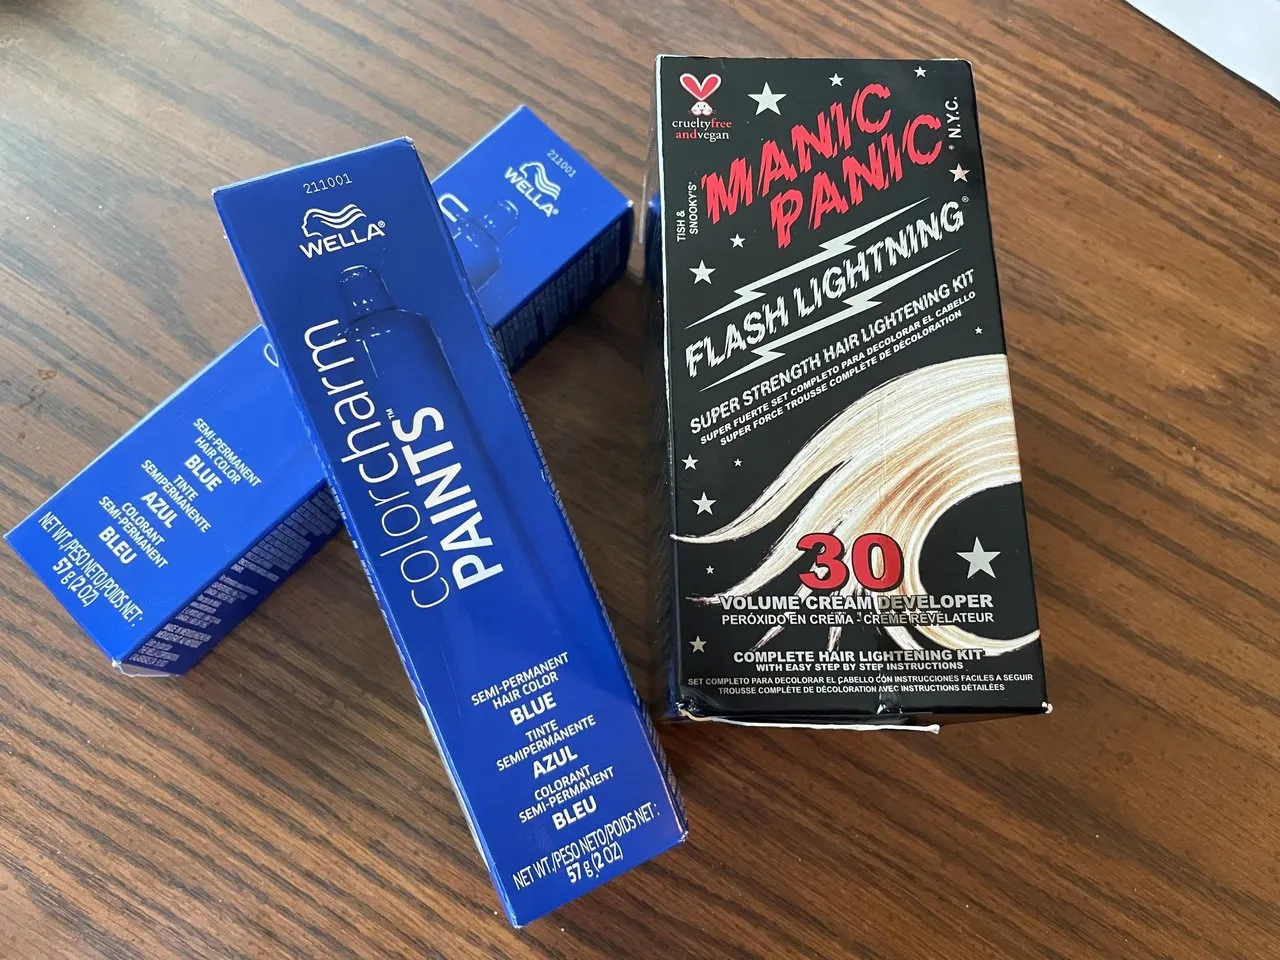 211001
WELLA®
colorcharm
PAINTS™
SEMI-PERMANENT
HAIR COLOR
BLUE
TINTE
SEMIPERMANENTE
AZUL
COLORANT
SEMI-PERMANENT
BLEU
NET WT./PESO NETO/POIDS NET:
57 g (2 OZ)
211001
WELLA®
SEMI-PERMANENT
HAIR COLOR
BLUE
TINTE
SEMIPERMANENTE
AZUL
COLORANT
SEMI-PERMANENT
BLEU
NET WT./PESO NETO/POIDS NET:
57 g (2 OZ)
crueltyfree
andvegan
TISH &
SNOOKY'S®
MANIC
PANIC®
N.Y.C.
FLASH LIGHTNING®
SUPER STRENGTH HAIR LIGHTENING KIT
SUPER FUERTE SET COMPLETO PARA DECOLORAR EL CABELLO
SUPER FORCE TROUSSE COMPLÈTE DE DÉCOLORATION
30
VOLUME CREAM DEVELOPER
PERÓXIDO EN CREMA - CRÈME RÉVÉLATEUR
COMPLETE HAIR LIGHTENING KIT
WITH EASY STEP BY STEP INSTRUCTIONS
SET COMPLETO PARA DECOLORAR EL CABELLO CON INSTRUCCIONES FACILES A SEGUIR
TROUSSE COMPLÈTE DE DÉCOLORATION AVEC INSTRUCTIONS DÉTAILÉES